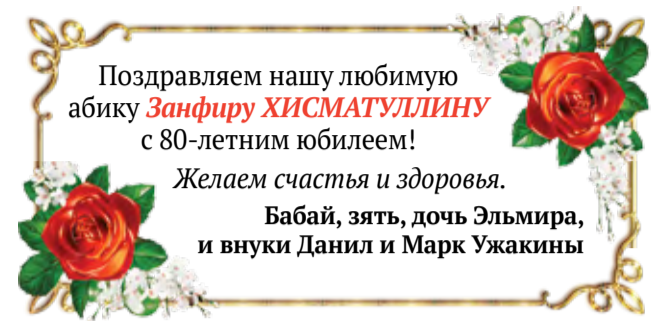 Поздравляем нашу любимую
абику Занфиру ХИСМАТУЛЛИНУ
с 80-летним юбилеем!
Желаем счастья и здоровья.
Бабай, зять, дочь Эльмира,
и внуки Данил и Марк Ужакины